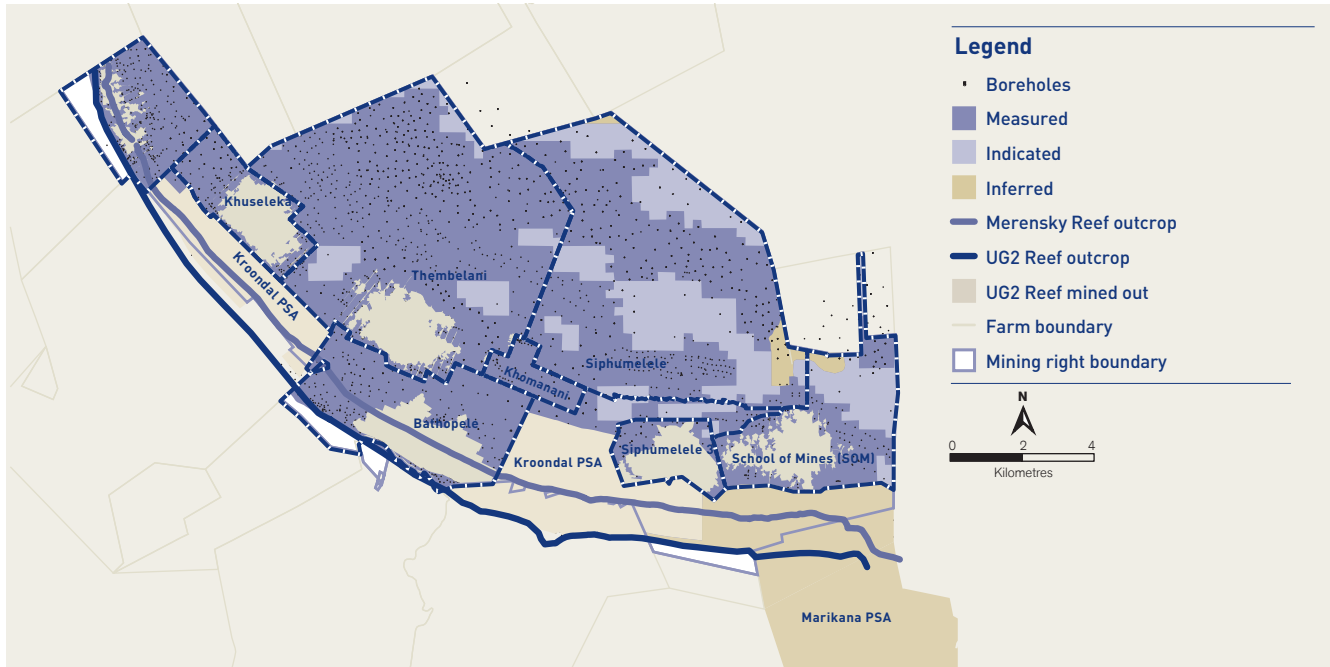 Khuseleka
Kroondal PSA
Thembelani
Siphumelele
Khomanani
Bathopele
Kroondal PSA
Siphumelele 3
School of Mines (SOM)
Marikana PSA
Legend
Boreholes
Measured
Indicated
Inferred
Merensky Reef outcrop
UG2 Reef outcrop
UG2 Reef mined out
Farm boundary
Mining right boundary
N
0 2 4
Kilometres